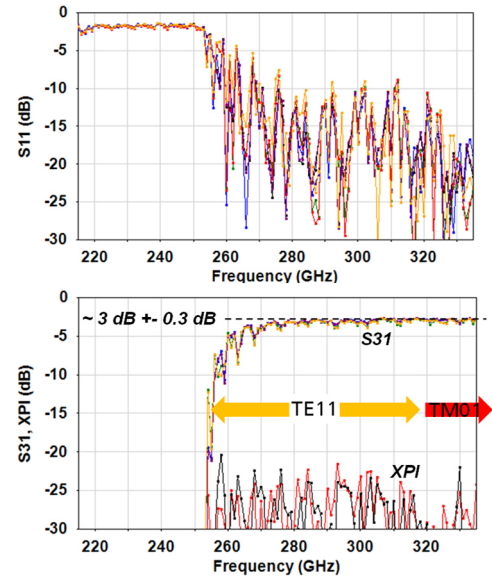 0
-5
-10
-15
-20
-25
-30
S11 (dB)
220 240 260 280 300 320
Frequency (GHz)
0
-5
-10
-15
-20
-25
-30
S31, XPI (dB)
~ 3 dB +- 0.3 dB
S31
TE11
TM01
XPI
220 240 260 280 300 320
Frequency (GHz)